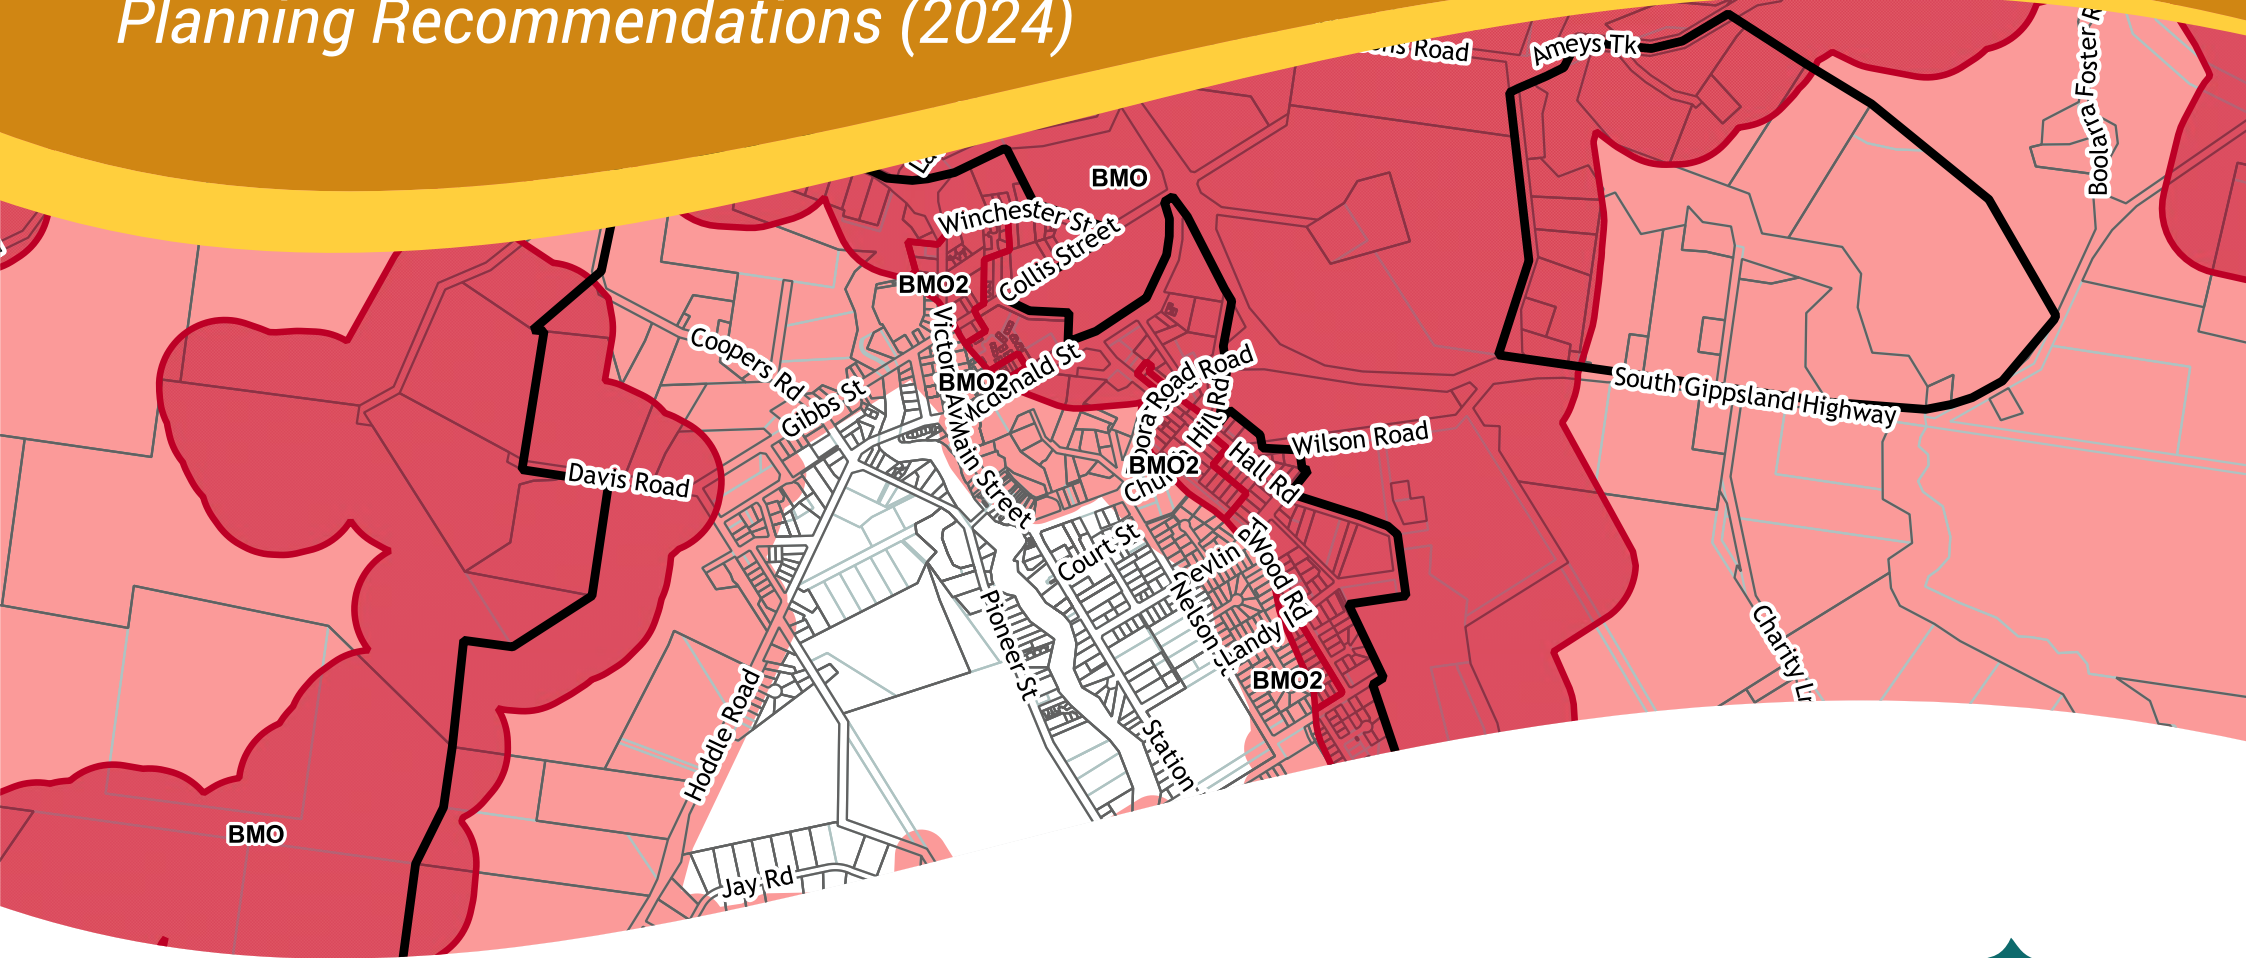 Planning Recommendations (2024)
Road
Ameys Tk
Boolarra Foster
BMO
Winchester St
Collis Street
BMO2
Coopers Rd
Gibbs St
McDonald St
BMO2
Road
Road
Hill Rd
South Gippsland Highway
Wilson Road
Main Street
BMO2
Hall Rd
Davis Road
Court St
Devlin
Wood Rd
Nelson
Landy
Pioneer St
BMO2
Charity Ln
Hoddle Road
Station
BMO
Jay Rd